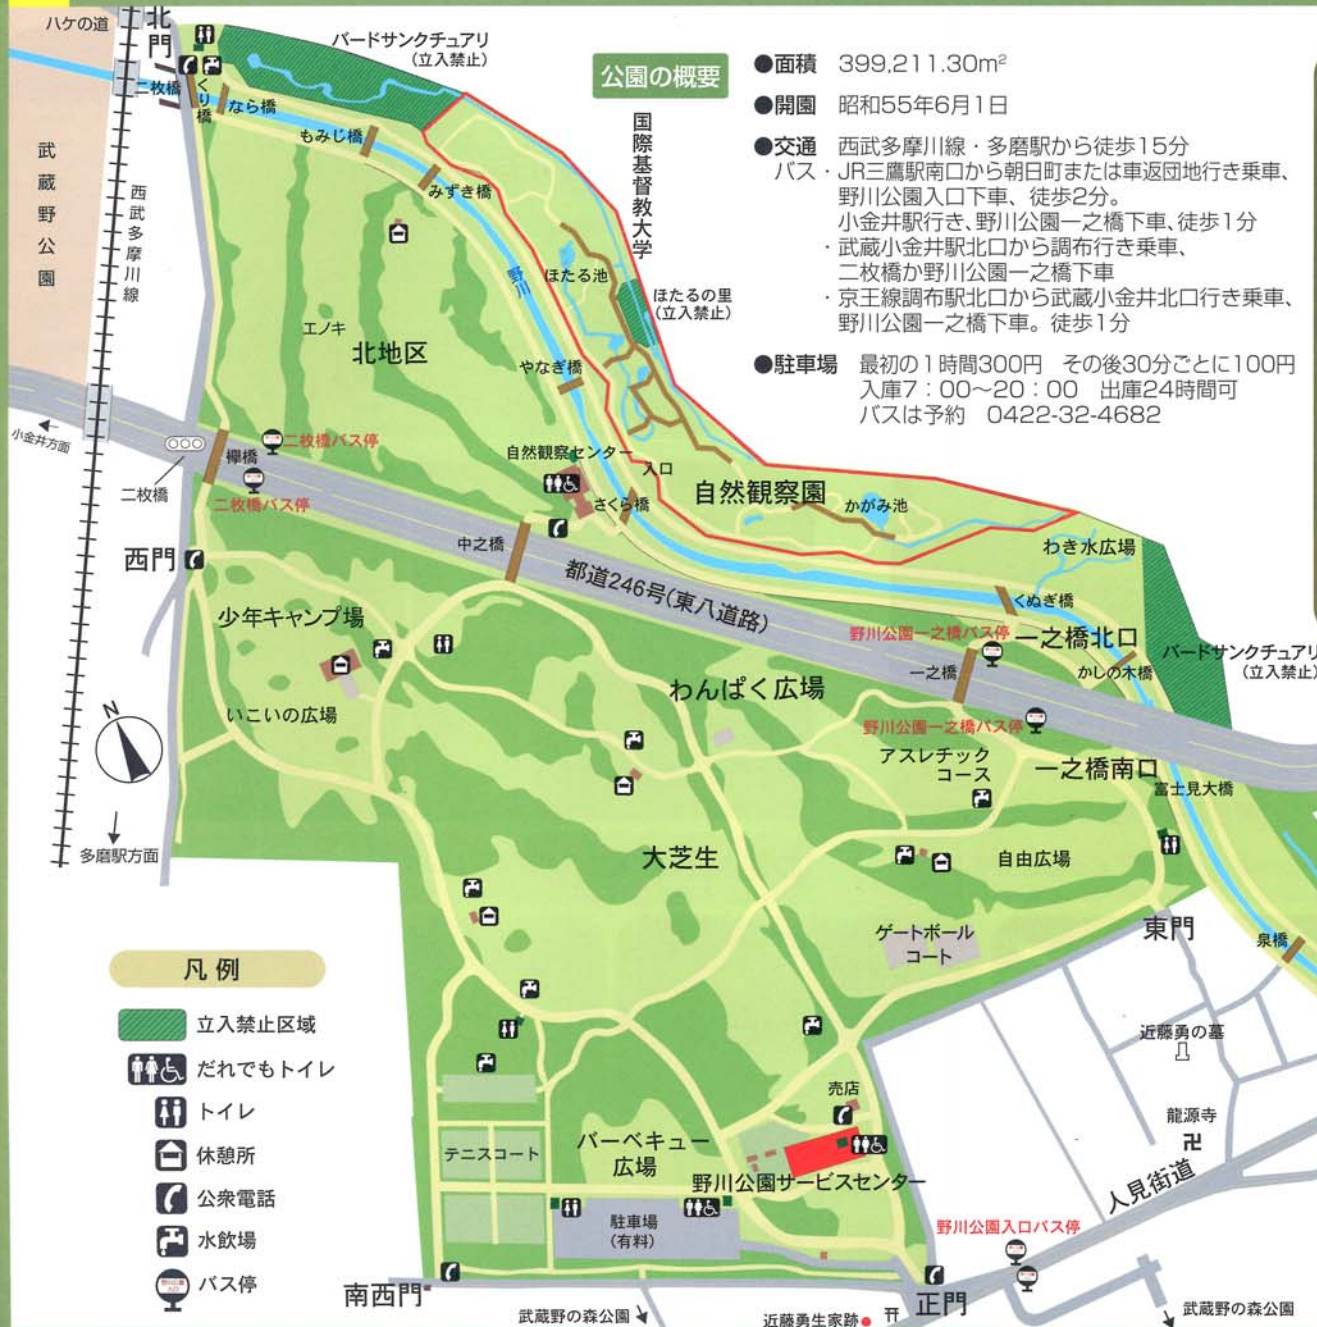 ハケの道
北門
バードサンクチュアリ
(立入禁止)
二枚橋
くり橋
なら橋
もみじ橋
みずき橋
武蔵野公園
西武多摩川線
野川
ほたる池
国際基督教大学
ほたるの里
(立入禁止)
エノキ
北地区
やなぎ橋
小金井方面
二枚橋
欅橋
二枚橋バス停
二枚橋バス停
自然観察センター
入口
さくら橋
自然観察園
かがみ池
わき水広場
公園の概要
●面積 399,211.30m²
●開園 昭和55年6月1日
●交通 西武多摩川線・多磨駅から徒歩15分
バス・JR三鷹駅南口から朝日町または車返団地行き乗車、
野川公園入口下車、徒歩2分。
小金井駅行き、野川公園一之橋下車、徒歩1分
・武蔵小金井駅北口から調布行き乗車、
二枚橋か野川公園一之橋下車
・京王線調布駅北口から武蔵小金井北口行き乗車、
野川公園一之橋下車。徒歩1分
●駐車場 最初の1時間300円 その後30分ごとに100円
入庫7:00〜20:00 出庫24時間可
バスは予約 0422-32-4682
西門
中之橋
都道246号(東八道路)
くぬぎ橋
野川公園一之橋バス停
一之橋北口
かしの木橋
バードサンクチュアリ
(立入禁止)
少年キャンプ場
一之橋
わんぱく広場
いこいの広場
N
野川公園一之橋バス停
アスレチック
コース
一之橋南口
富士見大橋
多磨駅方面
大芝生
自由広場
ゲートボール
コート
東門
泉橋
近藤勇の墓
龍源寺
卍
人見街道
売店
テニスコート
バーベキュー
広場
野川公園サービスセンター
駐車場
(有料)
野川公園入口バス停
南西門
正門
武蔵野の森公園
近藤勇生家跡
武蔵野の森公園
凡例
立入禁止区域
だれでもトイレ
トイレ
休憩所
公衆電話
水飲場
バス停